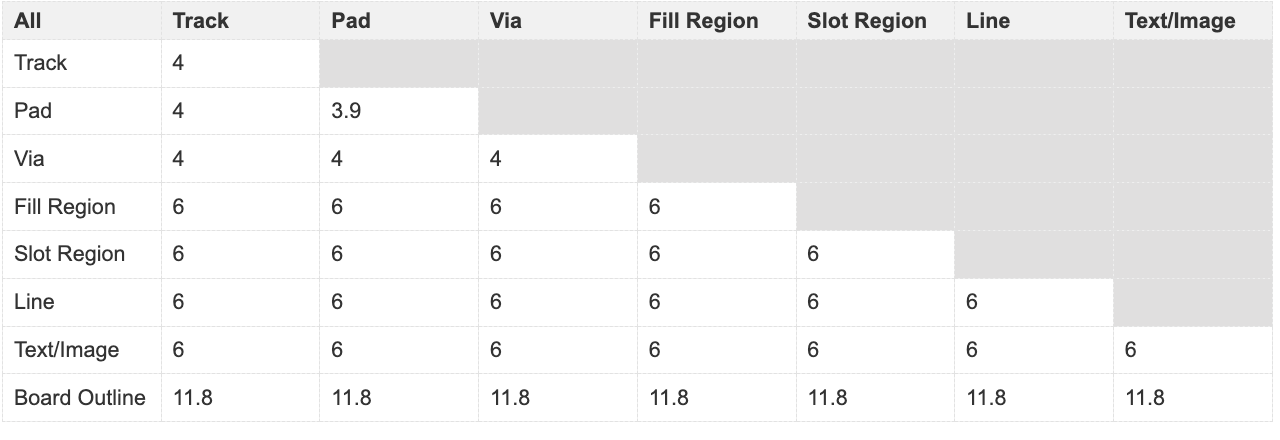 All Track Pad Via Fill Region Slot Region Line Text/Image
Track 4
Pad 4 3.9
Via 4 4 4
Fill Region 6 6 6 6
Slot Region 6 6 6 6 6
Line 6 6 6 6 6 6
Text/Image 6 6 6 6 6 6 6
Board Outline 11.8 11.8 11.8 11.8 11.8 11.8 11.8